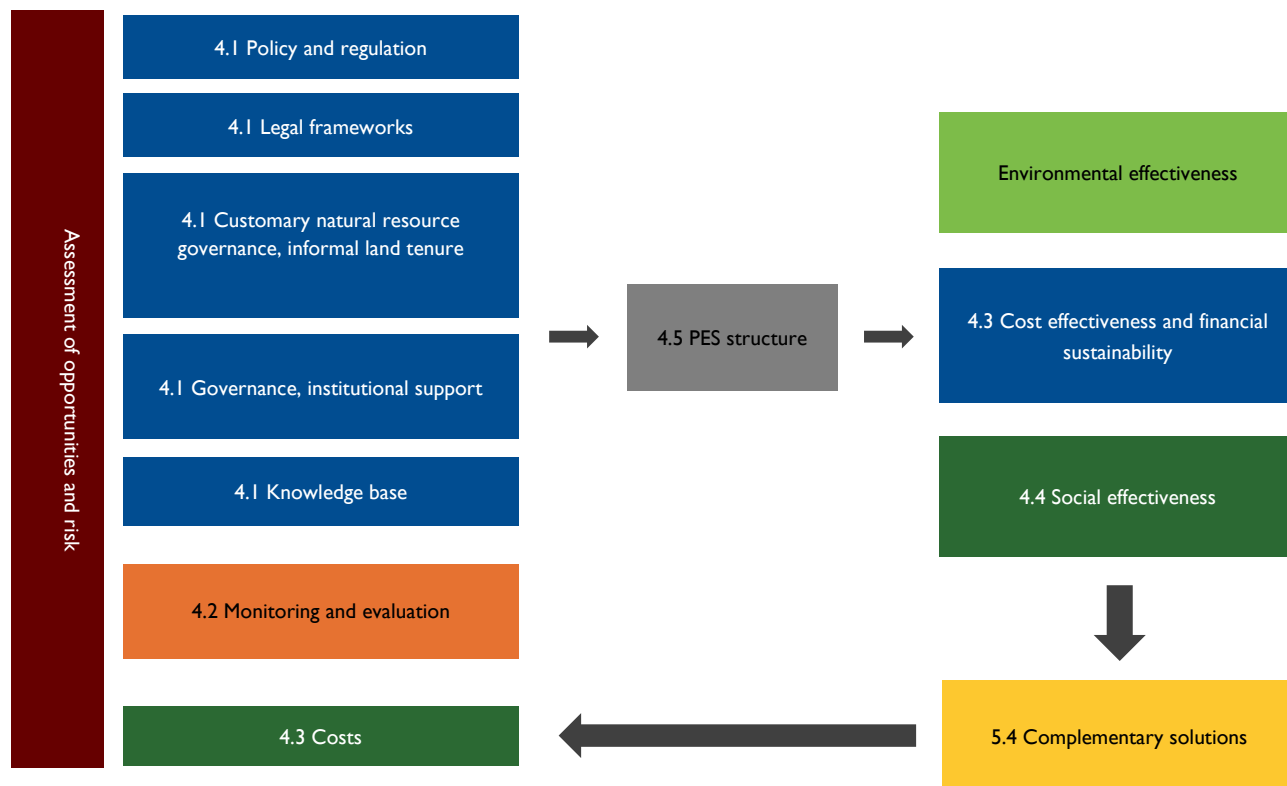 Assessment of opportunities and risk
4.1 Policy and regulation
4.1 Legal frameworks
4.1 Customary natural resource
governance, informal land tenure
4.1 Governance, institutional support
4.1 Knowledge base
4.2 Monitoring and evaluation
4.3 Costs
4.5 PES structure
Environmental effectiveness
4.3 Cost effectiveness and financial
sustainability
4.4 Social effectiveness
5.4 Complementary solutions